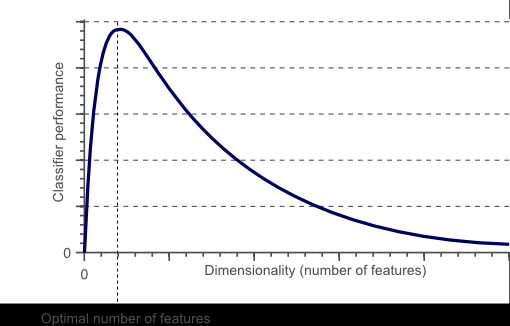 Classifier performance
0
0
Dimensionality (number of features)
Optimal number of features